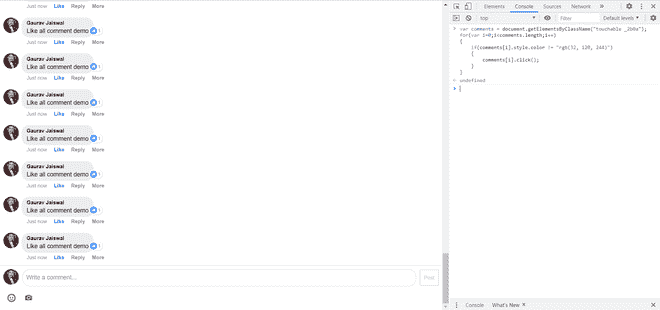 Just now Like Reply More
Gaurav Jaiswal
Like all comment demo 1
Just now Like Reply More
Gaurav Jaiswal
Like all comment demo 1
Just now Like Reply More
Gaurav Jaiswal
Like all comment demo 1
Just now Like Reply More
Gaurav Jaiswal
Like all comment demo 1
Just now Like Reply More
Gaurav Jaiswal
Like all comment demo 1
Just now Like Reply More
Gaurav Jaiswal
Like all comment demo 1
Just now Like Reply More
Gaurav Jaiswal
Like all comment demo 1
Just now Like Reply More
Write a comment...
Post
Elements Console Sources Network »
top Filter Default levels
var comments = document.getElementsByClassName("touchable _2b0a");
for(var i=0;i<comments.length;i++)
{
if(comments[i].style.color != "rgb(32, 120, 244)")
{
comments[i].click();
}
}
undefined
Console What's New